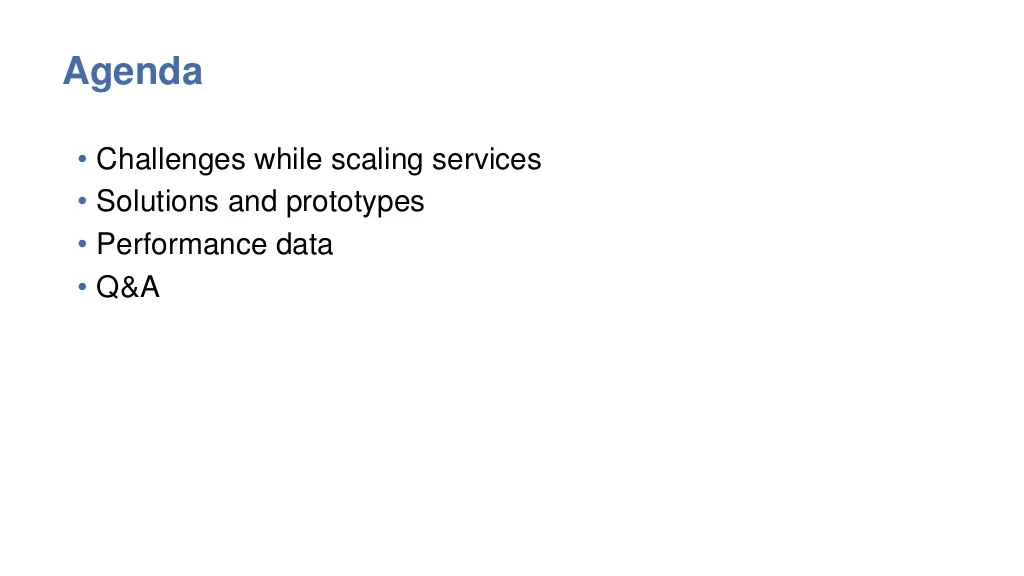 Agenda
• Challenges while scaling services
• Solutions and prototypes
• Performance data
• Q&A